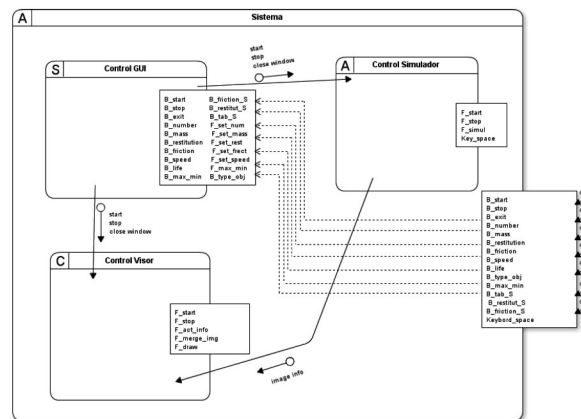 A
Sistema
S
Control GUI
start
stop
close window
A
Control Simulador
B_start B_friction_S
B_stop B_restitut_S
B_exit B_tab_S
B_number F_set_num
B_mass F_set_mass
B_restitution F_set_rest
B_friction F_set_frect
B_speed F_set_speed
B_life F_max_min
B_max_min B_type_obj
F_start
F_stop
F_simul
Key_space
B_start
B_stop
B_exit
B_number
B_mass
B_restitution
B_friction
B_speed
B_life
B_type_obj
B_max_min
B_tab_S
B_restitut_S
B_friction_S
Keybord_space
start
stop
close window
C
Control Visor
F_start
F_stop
F_act_info
F_merge_img
F_draw
image info